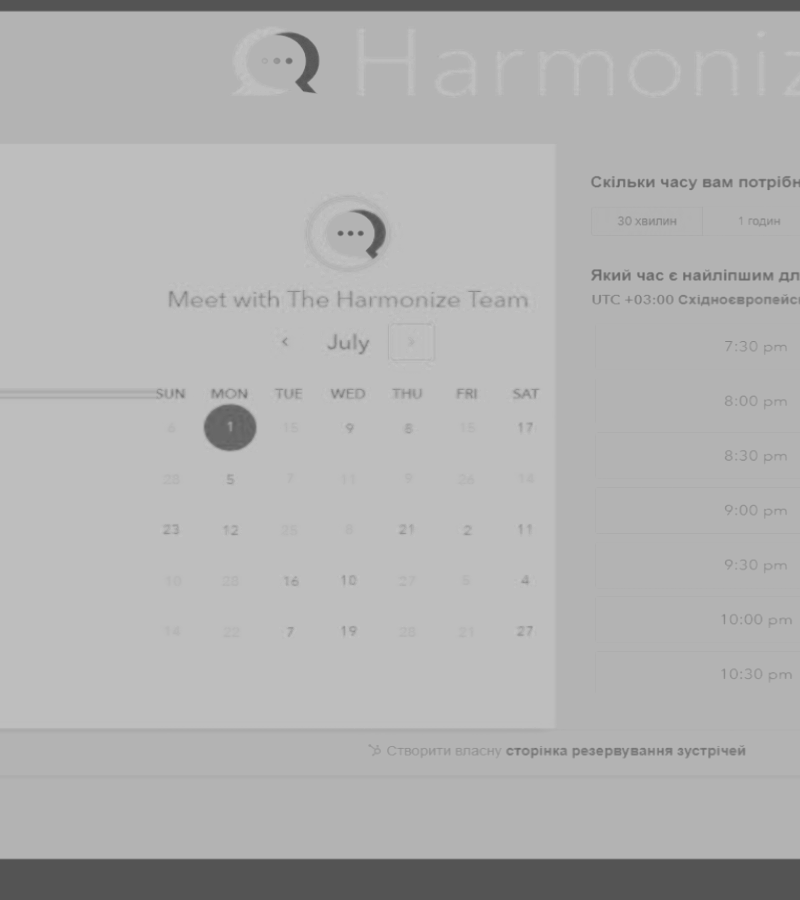 Harmoniz
Meet with The Harmonize Team
July
SUN MON TUE WED THU FRI SAT
6 1 15 9 8 15 17
5 7 11 9 26 14
23 12 25 8 21 2 11
10 28 16 10 27 5 4
14 22 7 19 28 21 27
Скільки часу вам потрібн
30 хвилин 1 годин
Який час є найліпшим дл
UTC +03:00 Східноєвропейс
7:30 pm
8:00 pm
8:30 pm
9:00 pm
9:30 pm
10:00 pm
10:30 pm
Створити власну сторінка резервування зустрічей